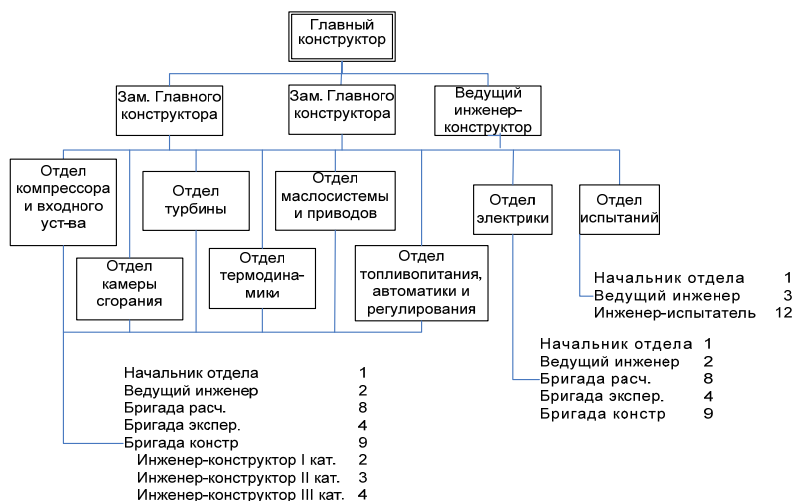 Главный
конструктор
Зам. Главного
конструктора
Зам. Главного
конструктора
Ведущий
инженер-
конструктор
Отдел
компрессора
и входного
уст-ва
Отдел
турбины
Отдел
маслосистемы
и приводов
Отдел
электрики
Отдел
испытаний
Отдел
камеры
сгорания
Отдел
термодина-
мики
Отдел
топливопитания,
автоматики и
регулирования
Начальник отдела 1
Ведущий инженер 3
Инженер-испытатель 12
Начальник отдела 1
Ведущий инженер 2
Бригада расч. 8
Бригада экспер. 4
Бригада констр 9
Начальник отдела 1
Ведущий инженер 2
Бригада расч. 8
Бригада экспер. 4
Бригада констр 9
Инженер-конструктор I кат. 2
Инженер-конструктор II кат. 3
Инженер-конструктор III кат. 4